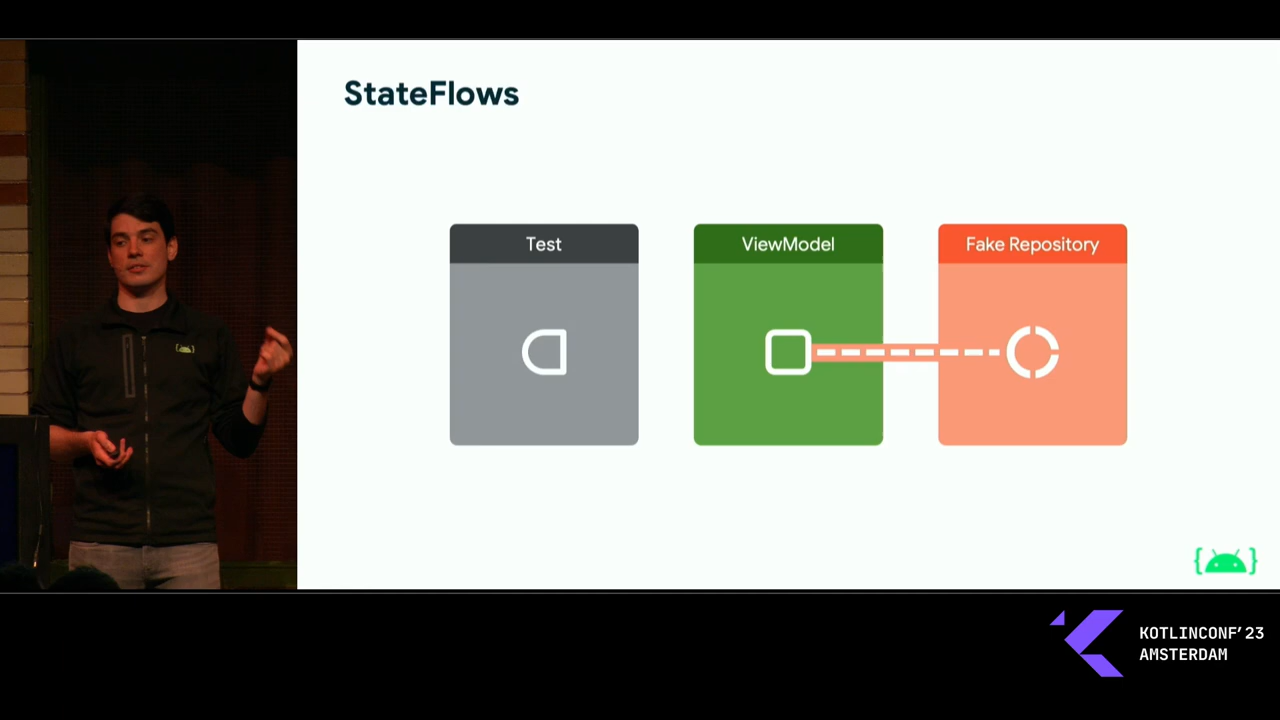 StateFlows
Test
ViewModel
Fake Repository
KOTLINCONF'23
AMSTERDAM